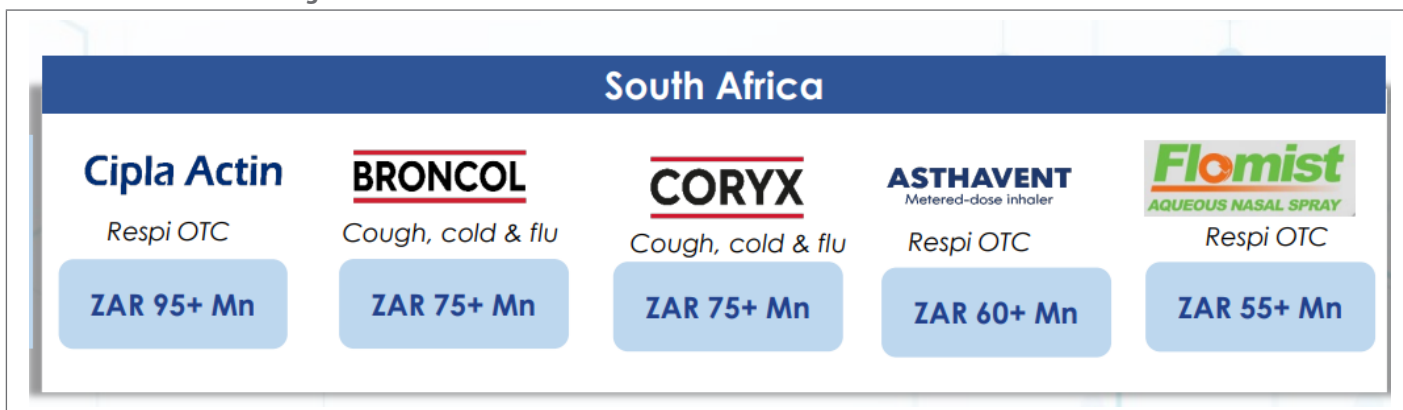 South Africa
Cipla Actin
Respi OTC
ZAR 95+ Mn
BRONCOL
Cough, cold & flu
ZAR 75+ Mn
CORYX
Cough, cold & flu
ZAR 75+ Mn
ASTHAVENT
Metered-dose inhaler
Respi OTC
ZAR 60+ Mn
Flomist
AQUEOUS NASAL SPRAY
Respi OTC
ZAR 55+ Mn